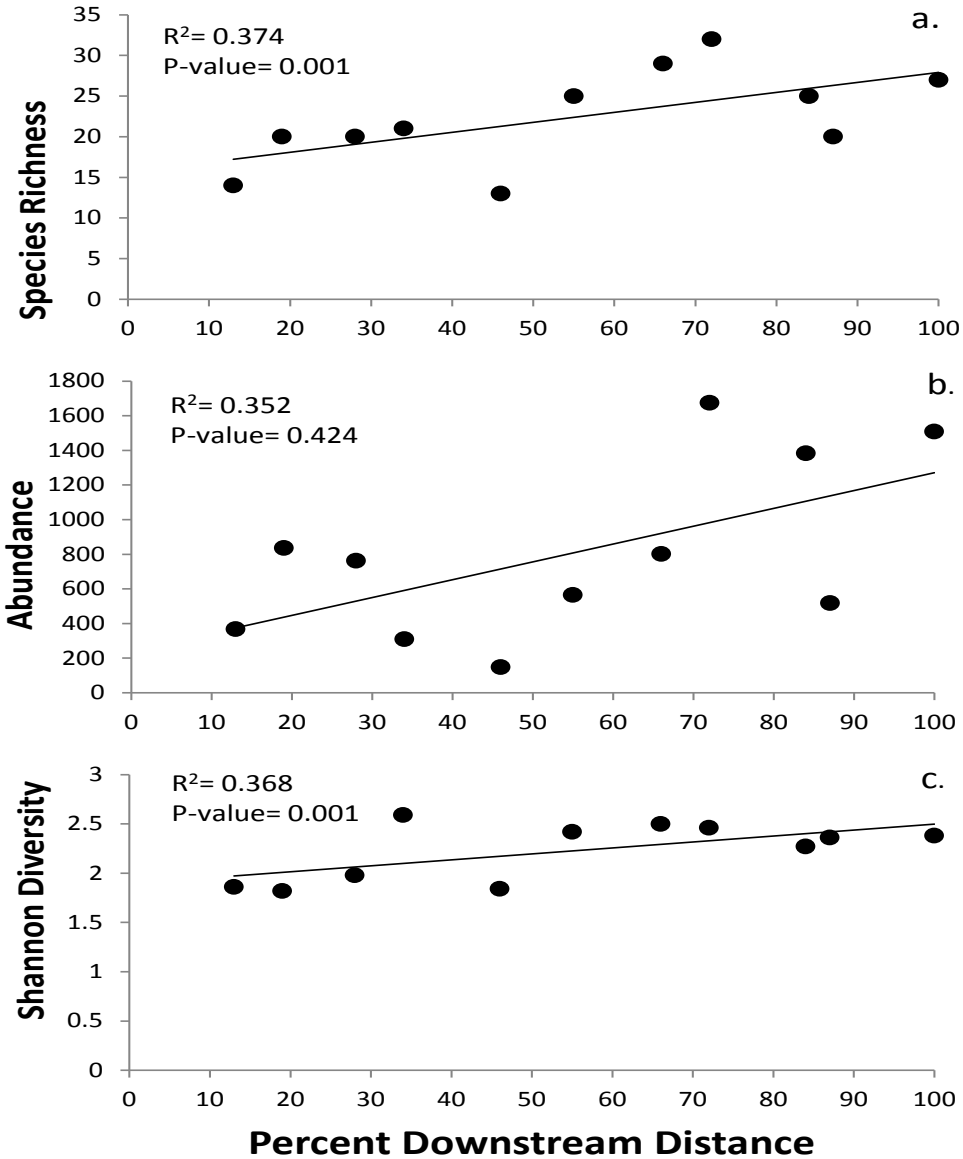 a.
R²= 0.374
P-value= 0.001
Species Richness
35
30
25
20
15
10
5
0
0 10 20 30 40 50 60 70 80 90 100
b.
R²= 0.352
P-value= 0.424
Abundance
1800
1600
1400
1200
1000
800
600
400
200
0
0 10 20 30 40 50 60 70 80 90 100
c.
R²= 0.368
P-value= 0.001
Shannon Diversity
3
2.5
2
1.5
1
0.5
0
0 10 20 30 40 50 60 70 80 90 100
Percent Downstream Distance